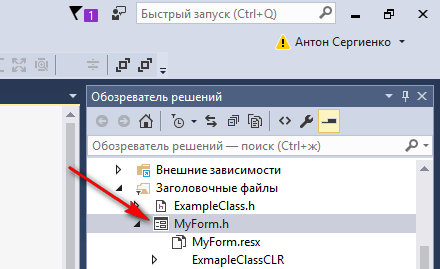 1
Быстрый запуск (Ctrl+Q)
Антон Сергиенко
Обозреватель решений
Обозреватель решений — поиск (Ctrl+ж)
Внешние зависимости
Заголовочные файлы
h ExampleClass.h
MyForm.h
MyForm.resx
ExmapleClassCLR